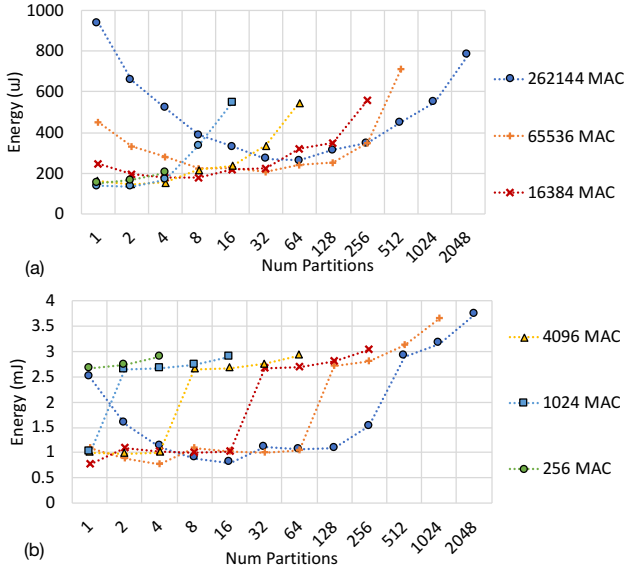 1000
800
600
400
200
0
Energy (uJ)
1 2 4 8 16 32 64 128 256 512 1024 2048
Num Partitions
(a)
262144 MAC
65536 MAC
16384 MAC
4
3.5
3
2.5
2
1.5
1
0.5
0
Energy (mJ)
1 2 4 8 16 32 64 128 256 512 1024 2048
Num Partitions
(b)
4096 MAC
1024 MAC
256 MAC